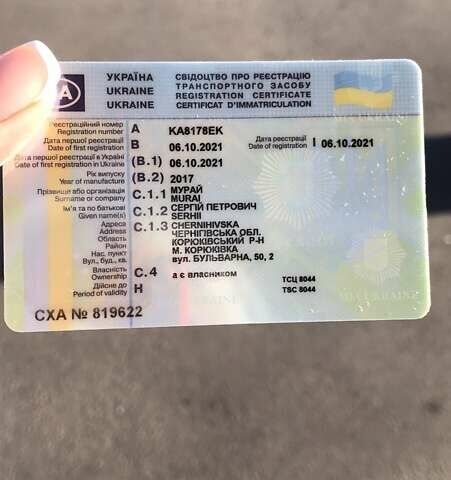 УКРАЇНА
UKRAINE
UKRAINE
СВІДОЦТВО ПРО РЕЄСТРАЦІЮ
ТРАНСПОРТНОГО ЗАСОБУ
REGISTRATION CERTIFICATE
CERTIFICAT D'IMMATRICULATION
Реєстраційний номер
Registration number
A KA8178EK
Дата першої реєстрації
Date of first registration
B 06.10.2021
Дата реєстрації
Date of registration
I 06.10.2021
Дата першої реєстрації в Україні
Date of first registration in Ukraine
(B.1) 06.10.2021
Рік випуску
Year of manufacture
(B.2) 2017
Прізвище або організація
Surname or company
C.1.1 МУРАЙ
MURAI
Ім'я та по батькові
Given name(s)
C.1.2 СЕРГІЙ ПЕТРОВИЧ
SERHII
Адреса
Address
Область
Район
Нас. пункт
Вул., буд., кв.
C.1.3 CHERNIHIVSKA
ЧЕРНІГІВСЬКА ОБЛ.
КОРЮКІВСЬКИЙ Р-Н
М. КОРЮКІВКА
вул. БУЛЬВАРНА, 50, 2
Власність
Ownership
C.4 а є власником
Дійсне до
Period of validity
H
ТСЦ 8044
TSC 8044
СХА № 819622